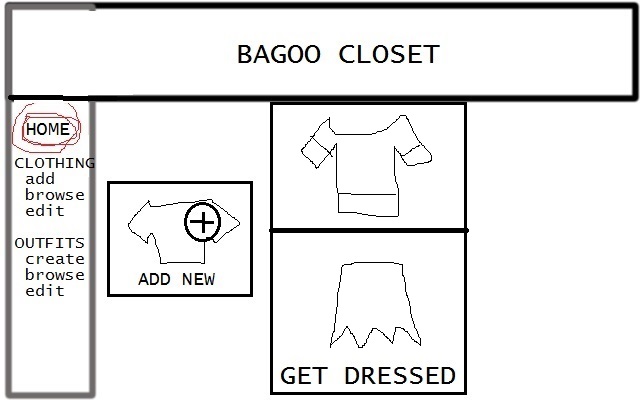 BAGOO CLOSET
HOME
CLOTHING
add
browse
edit
OUTFITS
create
browse
edit
ADD NEW
GET DRESSED